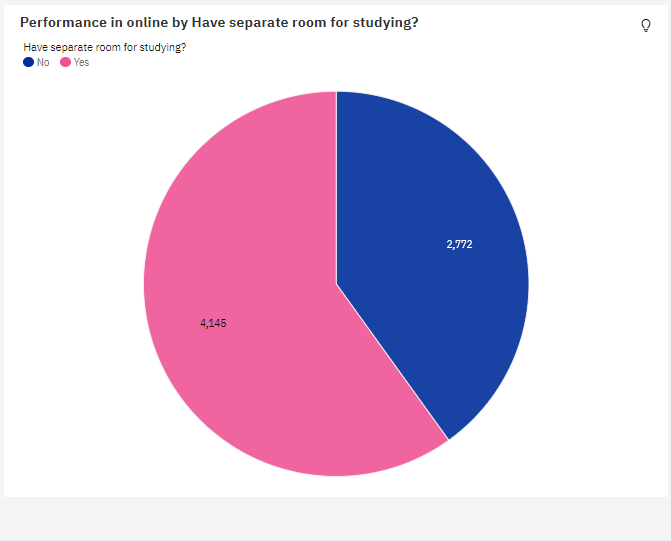 Performance in online by Have separate room for studying?
Have separate room for studying?
No Yes
2,772
4,145